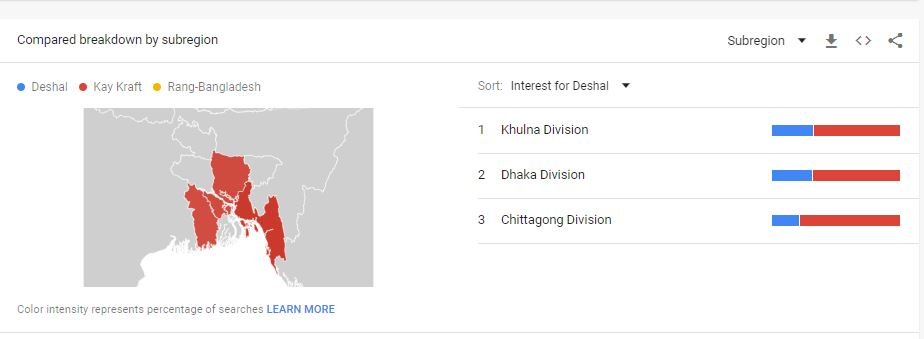 Compared breakdown by subregion
Subregion
Deshal Kay Kraft Rang-Bangladesh
Sort: Interest for Deshal
1 Khulna Division
2 Dhaka Division
3 Chittagong Division
Color intensity represents percentage of searches LEARN MORE